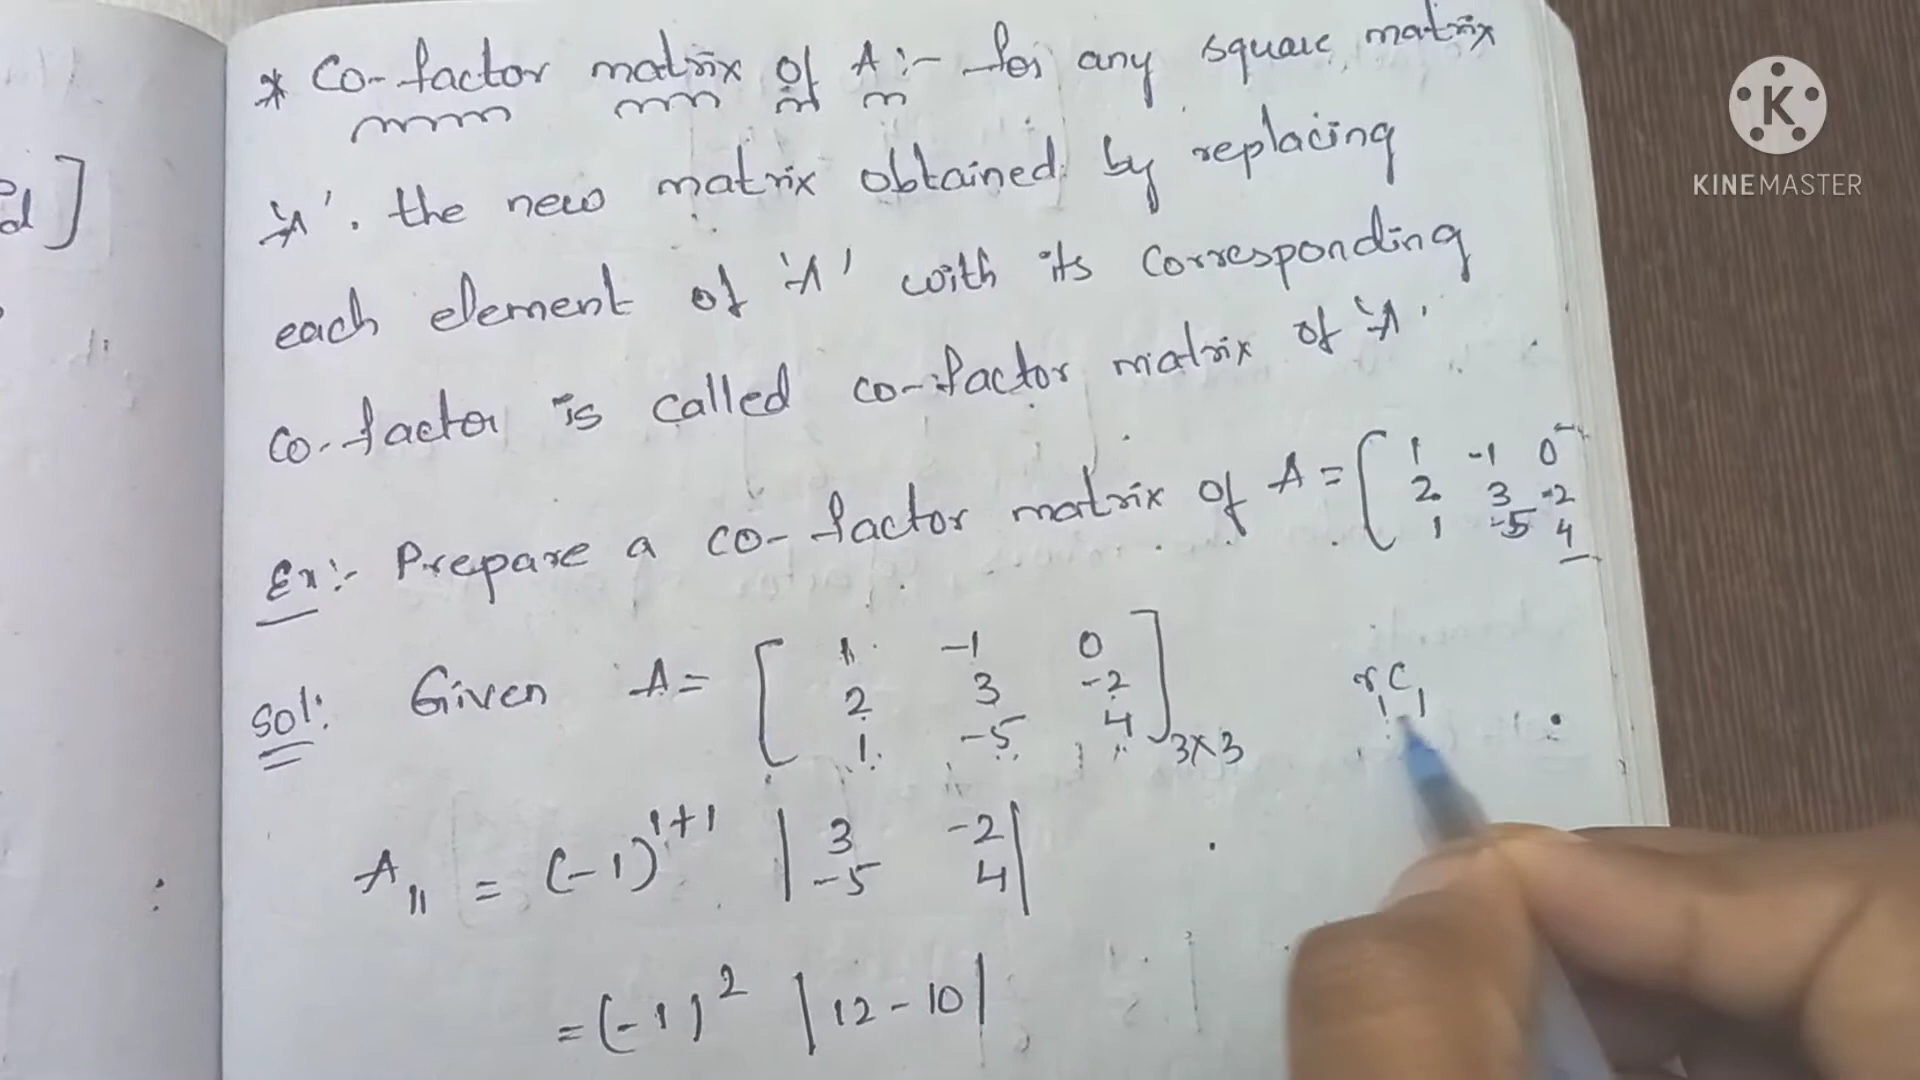 * Co-factor matrix of A :- for any square matrix
'A'. the new matrix obtained by replacing
each element of 'A' with its corresponding
co-factor is called co-factor matrix of 'A'
Ex:- Prepare a co-factor matrix of A = [ 1 -1 0
2 3 -2
1 -5 4
Sol: Given A = [ 1 -1 0
2 3 -2
1 -5 4 ] 3×3
r1 C1
A11 = (-1)^1+1 | 3 -2
-5 4 |
= (-1)^2 | 12 - 10 |
d]
K
KINEMASTER